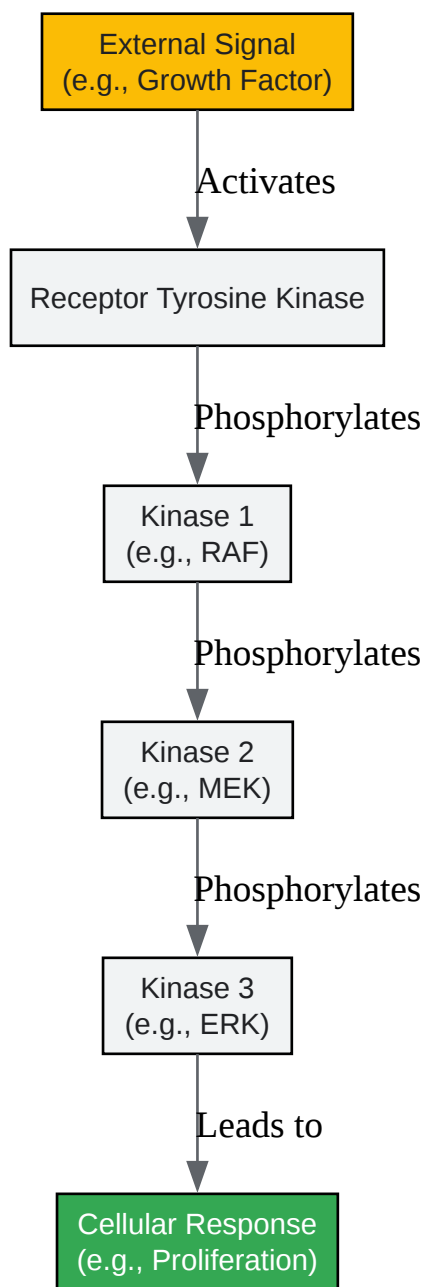 External Signal
(e.g., Growth Factor)
Activates
Receptor Tyrosine Kinase
Phosphorylates
Kinase 1
(e.g., RAF)
Phosphorylates
Kinase 2
(e.g., MEK)
Phosphorylates
Kinase 3
(e.g., ERK)
Leads to
Cellular Response
(e.g., Proliferation)